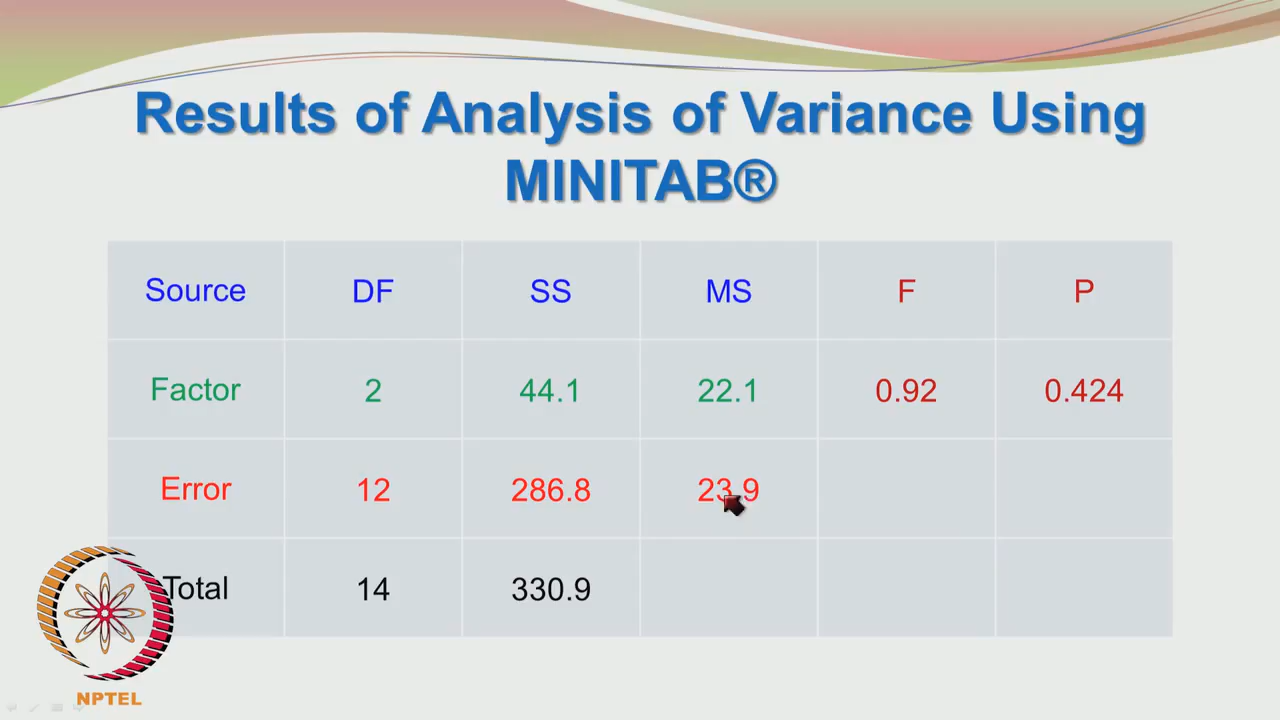 Results of Analysis of Variance Using
MINITAB®
Source DF SS MS F P
Factor 2 44.1 22.1 0.92 0.424
Error 12 286.8 23.9
Total 14 330.9
NPTEL